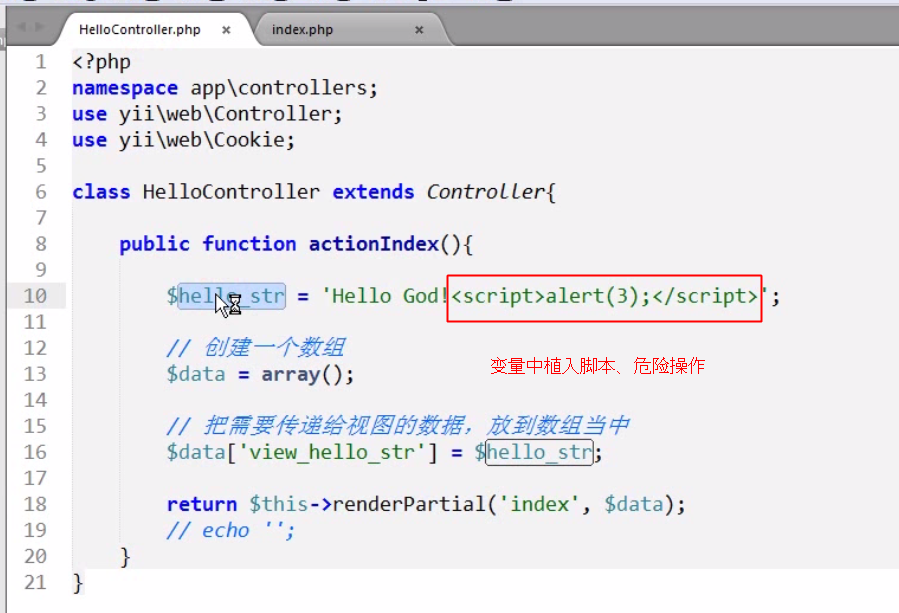 HelloController.php × index.php ×
1 <?php
2 namespace app\controllers;
3 use yii\web\Controller;
4 use yii\web\Cookie;
5
6 class HelloController extends Controller{
7
8 public function actionIndex(){
9
10 $hello_str = 'Hello God!<script>alert(3);</script>';
11
12 // 创建一个数组
变量中植入脚本、危险操作
13 $data = array();
14
15 // 把需要传递给视图的数据，放到数组当中
16 $data['view_hello_str'] = $hello_str;
17
18 return $this->renderPartial('index', $data);
19 // echo '';
20 }
21 }